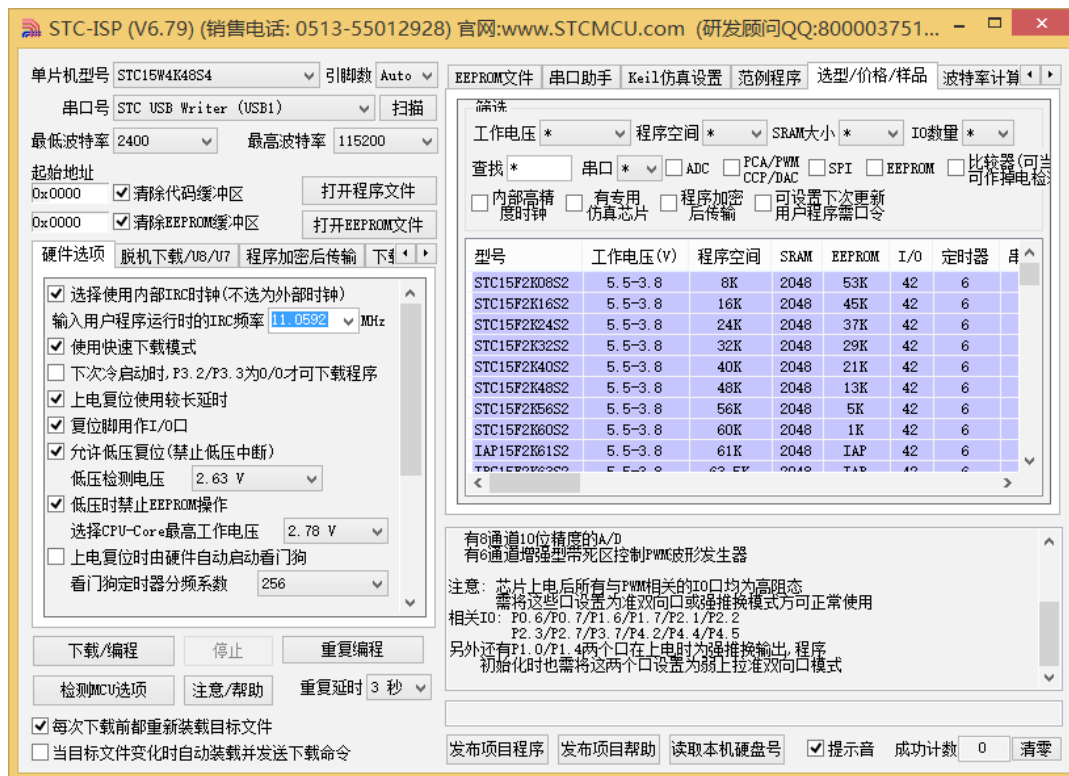 STC-ISP (V6.79) (销售电话: 0513-55012928) 官网:www.STCMCU.com (研发顾问QQ:800003751...
单片机型号 STC15W4K48S4 引脚数 Auto
串口号 STC USB Writer (USB1) 扫描
最低波特率 2400 最高波特率 115200
起始地址
0x0000 清除代码缓冲区 打开程序文件
0x0000 清除EEPROM缓冲区 打开EEPROM文件
硬件选项 脱机下载/U8/U7 程序加密后传输
选择使用内部IRC时钟(不选为外部时钟)
输入用户程序运行时的IRC频率 11.0592 MHz
使用快速下载模式
下次冷启动时,P3.2/P3.3为0/0才可下载程序
上电复位使用较长延时
复位脚用作I/O口
允许低压复位(禁止低压中断)
低压检测电压 2.63 V
低压时禁止EEPROM操作
选择CPU-Core最高工作电压 2.78 V
上电复位时由硬件自动启动看门狗
看门狗定时器分频系数 256
下载/编程 停止 重复编程
检测MCU选项 注意/帮助 重复延时 3 秒
每次下载前都重新装载目标文件
当目标文件变化时自动装载并发送下载命令
EEPROM文件 串口助手 Keil仿真设置 范例程序 选型/价格/样品 波特率计算
筛选
工作电压 * 程序空间 * SRAM大小 * IO数量 *
查找 * 串口 * ADC PCA/PWM CCP/DAC SPI EEPROM 比较器(可当
可作掉电检
内部高精度时钟 有专用仿真芯片 程序加密后传输 可设置下次更新用户程序需口令
型号 工作电压(V) 程序空间 SRAM EEPROM I/O 定时器 串
STC15F2K08S2 5.5-3.8 8K 2048 53K 42 6
STC15F2K16S2 5.5-3.8 16K 2048 45K 42 6
STC15F2K24S2 5.5-3.8 24K 2048 37K 42 6
STC15F2K32S2 5.5-3.8 32K 2048 29K 42 6
STC15F2K40S2 5.5-3.8 40K 2048 21K 42 6
STC15F2K48S2 5.5-3.8 48K 2048 13K 42 6
STC15F2K56S2 5.5-3.8 56K 2048 5K 42 6
STC15F2K60S2 5.5-3.8 60K 2048 1K 42 6
IAP15F2K61S2 5.5-3.8 61K 2048 IAP 42 6
有8通道10位精度的A/D
有6通道增强型带死区控制PWM波形发生器
注意: 芯片上电后所有与PWM相关的IO口均为高阻态
需将这些口设置为准双向口或强推挽模式方可正常使用
相关IO: P0.6/P0.7/P1.6/P1.7/P2.1/P2.2
P2.3/P2.7/P3.7/P4.2/P4.4/P4.5
另外还有P1.0/P1.4两个口在上电时为强推挽输出,程序
初始化时也需将这两个口设置为弱上拉准双向口模式
发布项目程序 发布项目帮助 读取本机硬盘号 提示音 成功计数 0 清零